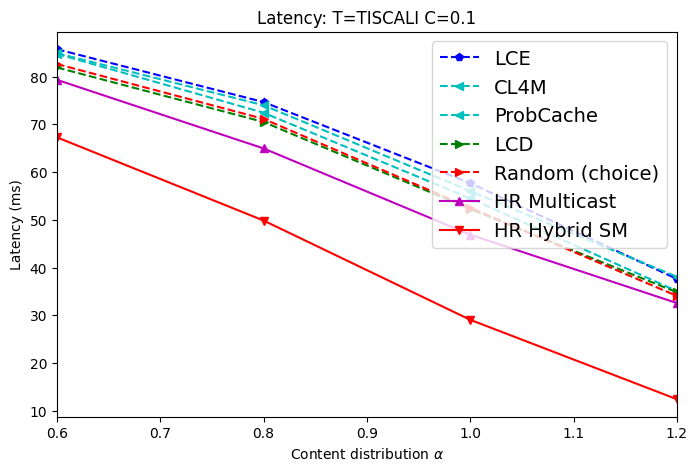 Latency: T=TISCALI C=0.1
Latency (ms)
80
70
60
50
40
30
20
10
LCE
CL4M
ProbCache
LCD
Random (choice)
HR Multicast
HR Hybrid SM
0.6 0.7 0.8 0.9 1.0 1.1 1.2
Content distribution α